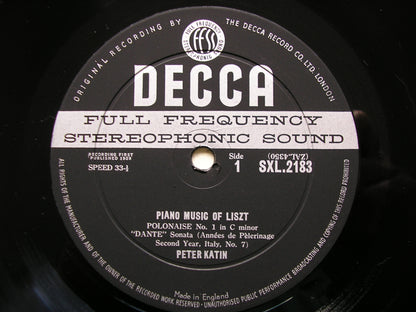 ORIGINAL RECORDING BY
THE DECCA RECORD CO. LTD. LONDON
FULL FREQUENCY
ffss
STEREOPHONIC SOUND
DECCA
FULL FREQUENCY
STEREOPHONIC SOUND
RECORDING FIRST
PUBLISHED 1959
SPEED 33⅓
Side
1
(ZAL.4350)
SXL.2183
PIANO MUSIC OF LISZT
POLONAISE No. 1 in C minor
"DANTE" Sonata (Années de Pèlerinage
Second Year, Italy, No. 7)
PETER KATIN
Made in England
ALL RIGHTS OF THE MANUFACTURER AND OF THE OWNER OF THE RECORDED WORK RESERVED · UNAUTHORISED PUBLIC PERFORMANCE BROADCASTING AND COPYING OF THIS RECORD PROHIBITED